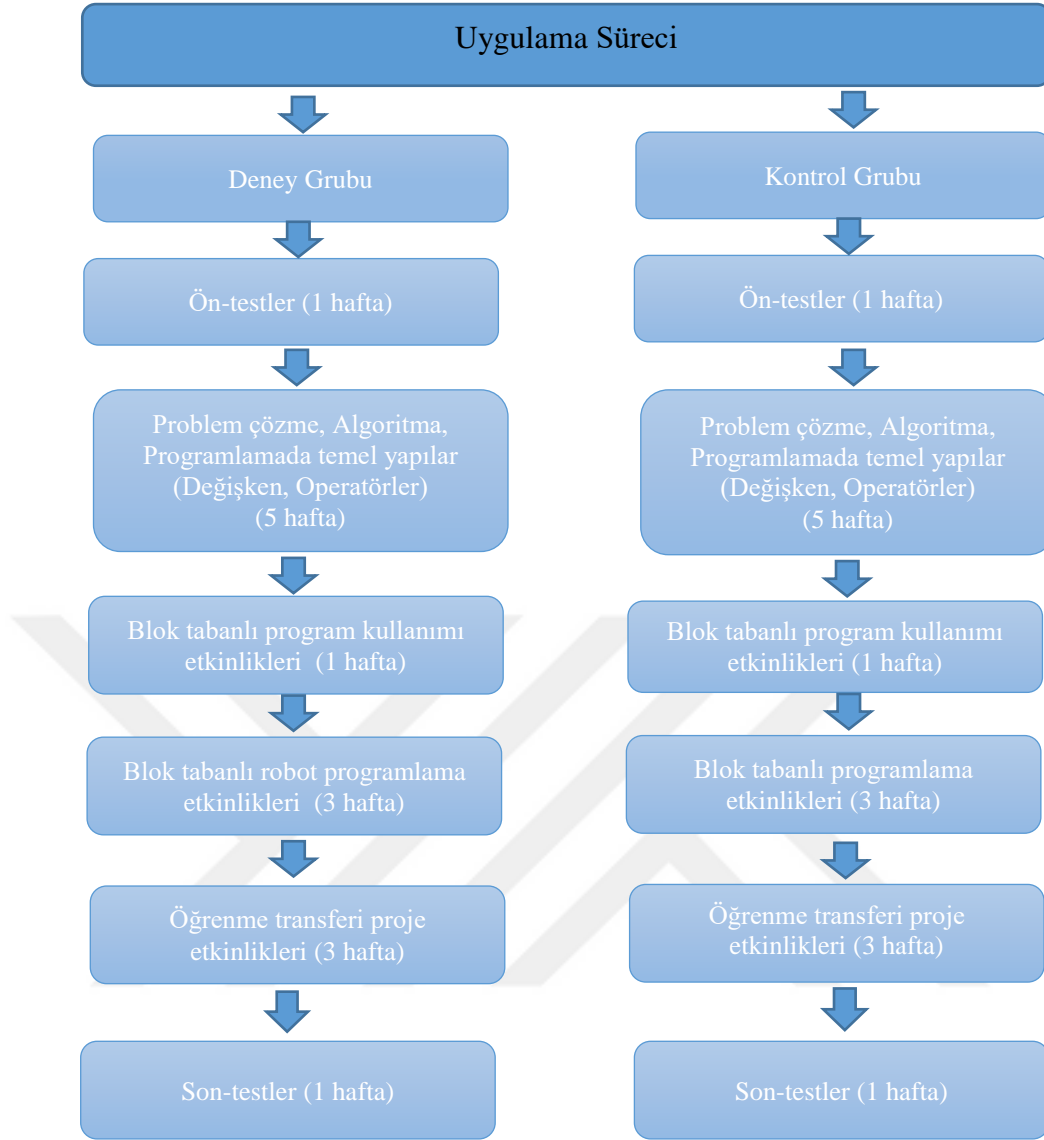 Uygulama Süreci
Deney Grubu
Ön-testler (1 hafta)
Problem çözme, Algoritma,
Programlamada temel yapılar
(Değişken, Operatörler)
(5 hafta)
Blok tabanlı program kullanımı
etkinlikleri (1 hafta)
Blok tabanlı robot programlama
etkinlikleri (3 hafta)
Öğrenme transferi proje
etkinlikleri (3 hafta)
Son-testler (1 hafta)
Kontrol Grubu
Ön-testler (1 hafta)
Problem çözme, Algoritma,
Programlamada temel yapılar
(Değişken, Operatörler)
(5 hafta)
Blok tabanlı program kullanımı
etkinlikleri (1 hafta)
Blok tabanlı programlama
etkinlikleri (3 hafta)
Öğrenme transferi proje
etkinlikleri (3 hafta)
Son-testler (1 hafta)